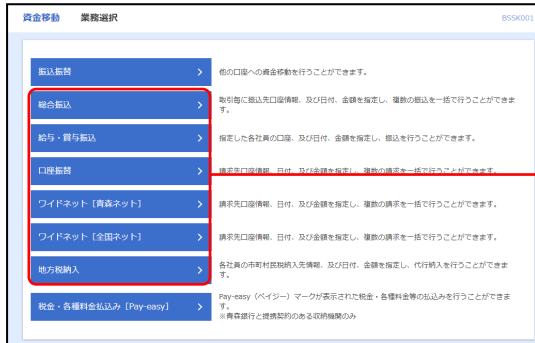 資金移動 業務選択 BSSK001
振込振替 他の口座への資金移動を行うことができます。
総合振込 取引毎に振込先口座情報、及び日付、金額を指定し、複数の振込を一括で行うことができま
す。
給与・賞与振込 指定した各社員の口座、及び日付、金額を指定し、振込を行うことができます。
口座振替 請求先口座情報、日付、及び金額を指定し、複数の請求を一括で行うことができます。
ワイドネット［青森ネット］ 請求先口座情報、日付、及び金額を指定し、複数の請求を一括で行うことができます。
ワイドネット［全国ネット］ 請求先口座情報、日付、及び金額を指定し、複数の請求を一括で行うことができます。
地方税納入 各社員の市町村民税納入先情報、及び日付、金額を指定し、代行納入を行うことができま
す。
税金・各種料金払込み［Pay-easy］ Pay-easy（ペイジー）マークが表示された税金・各種料金等の払込みを行うことができま
す。
※青森銀行と提携契約のある収納機関のみ